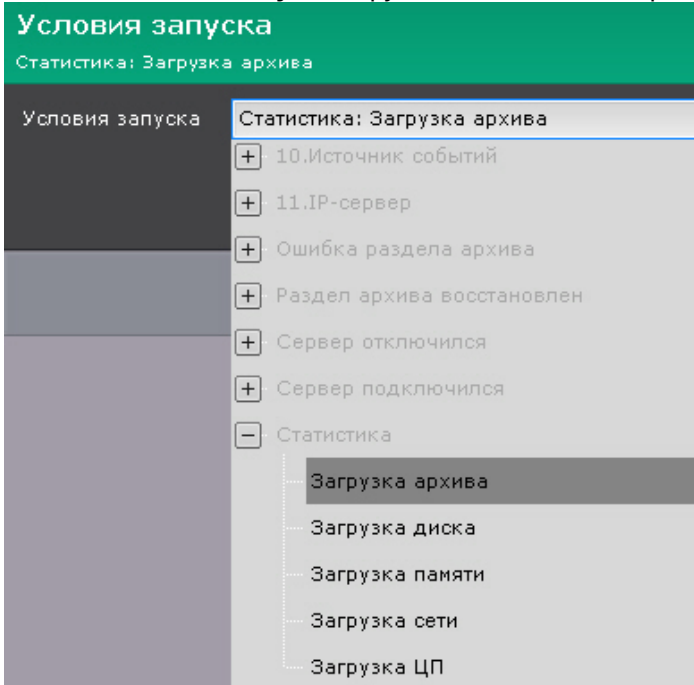 Условия запуска
Статистика: Загрузка архива
Условия запуска
Статистика: Загрузка архива
10.Источник событий
11.IP-сервер
Ошибка раздела архива
Раздел архива восстановлен
Сервер отключился
Сервер подключился
Статистика
Загрузка архива
Загрузка диска
Загрузка памяти
Загрузка сети
Загрузка ЦП